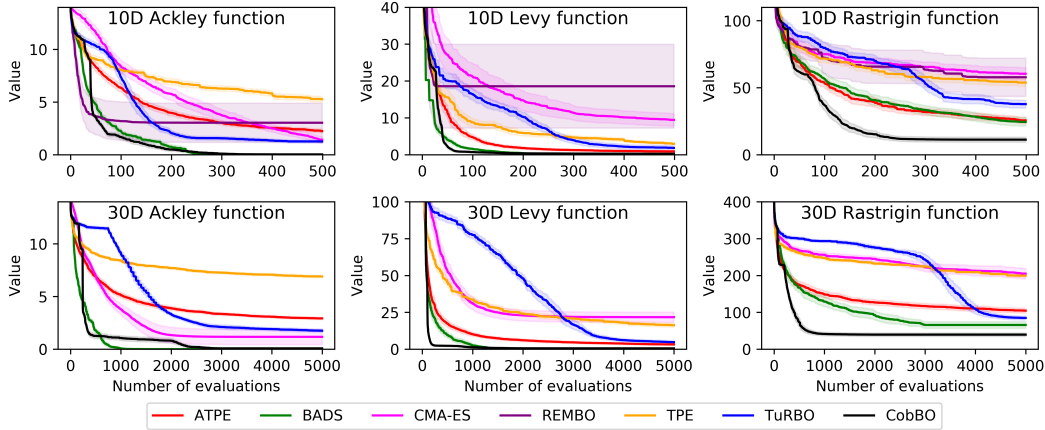 10D Ackley function
10D Levy function
10D Rastrigin function
Value
10
5
0
0 100 200 300 400 500
Value
40
30
20
10
0
0 100 200 300 400 500
Value
100
50
0
0 100 200 300 400 500
30D Ackley function
30D Levy function
30D Rastrigin function
Value
10
5
0
0 1000 2000 3000 4000 5000
Value
100
75
50
25
0
0 1000 2000 3000 4000 5000
Value
400
300
200
100
0
0 1000 2000 3000 4000 5000
Number of evaluations
Number of evaluations
Number of evaluations
ATPE BADS CMA-ES REMBO TPE TuRBO CobBO